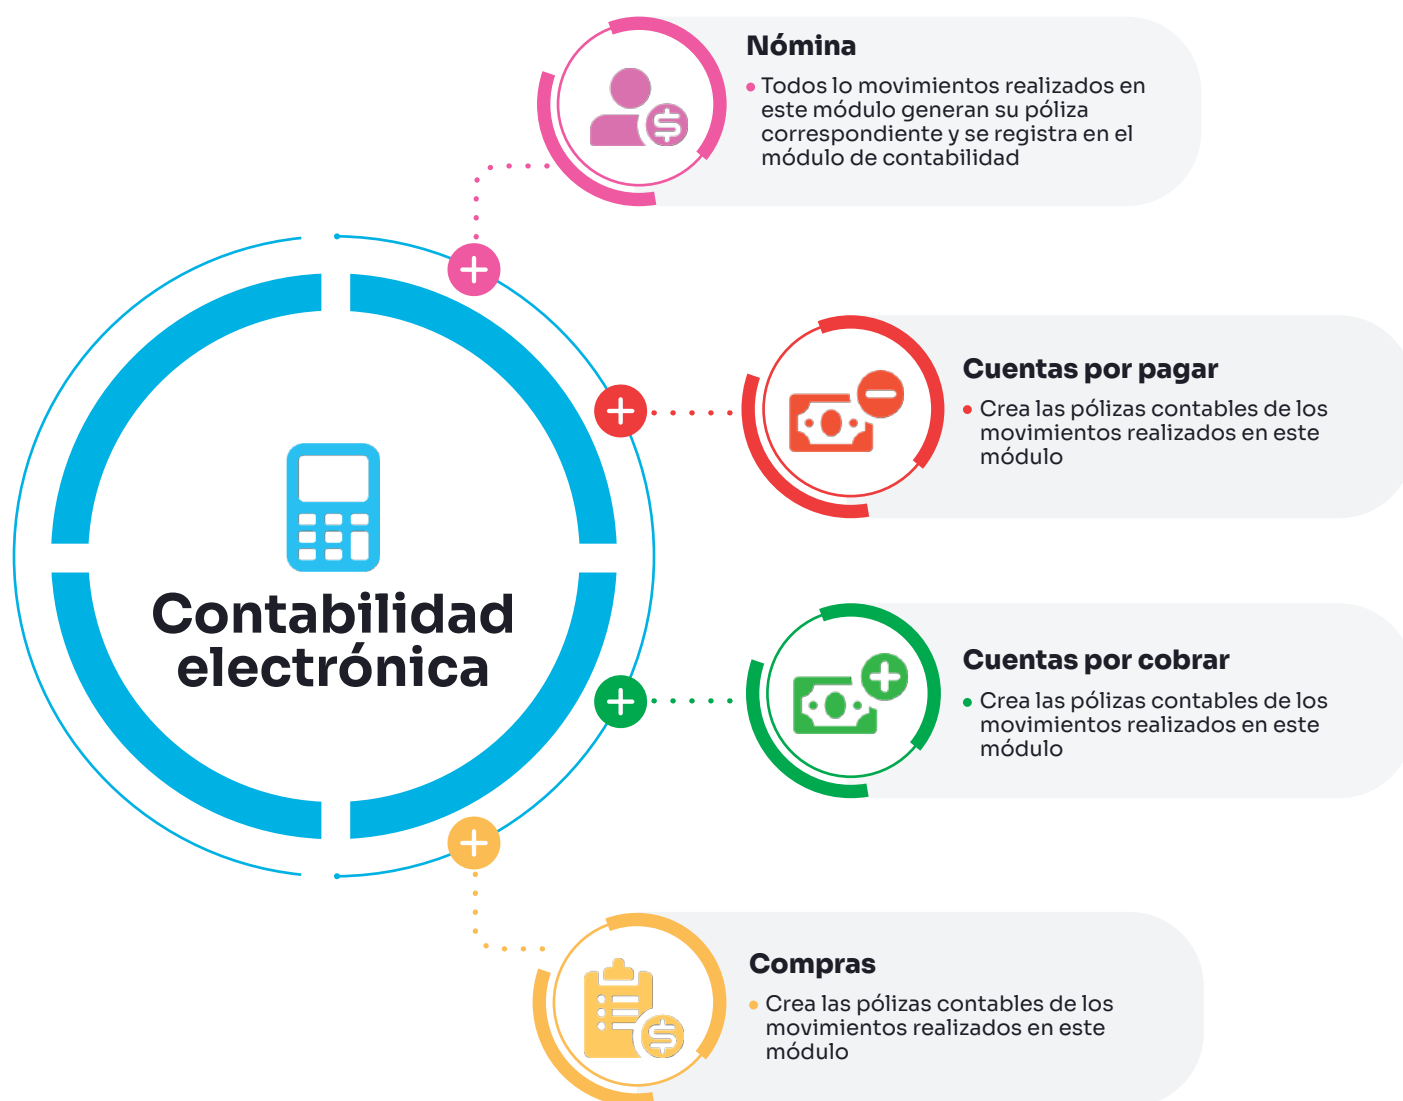 Nómina
Todos lo movimientos realizados en
este módulo generan su póliza
correspondiente y se registra en el
módulo de contabilidad
Cuentas por pagar
Crea las pólizas contables de los
movimientos realizados en este
módulo
Contabilidad
electrónica
Cuentas por cobrar
Crea las pólizas contables de los
movimientos realizados en este
módulo
Compras
Crea las pólizas contables de los
movimientos realizados en este
módulo